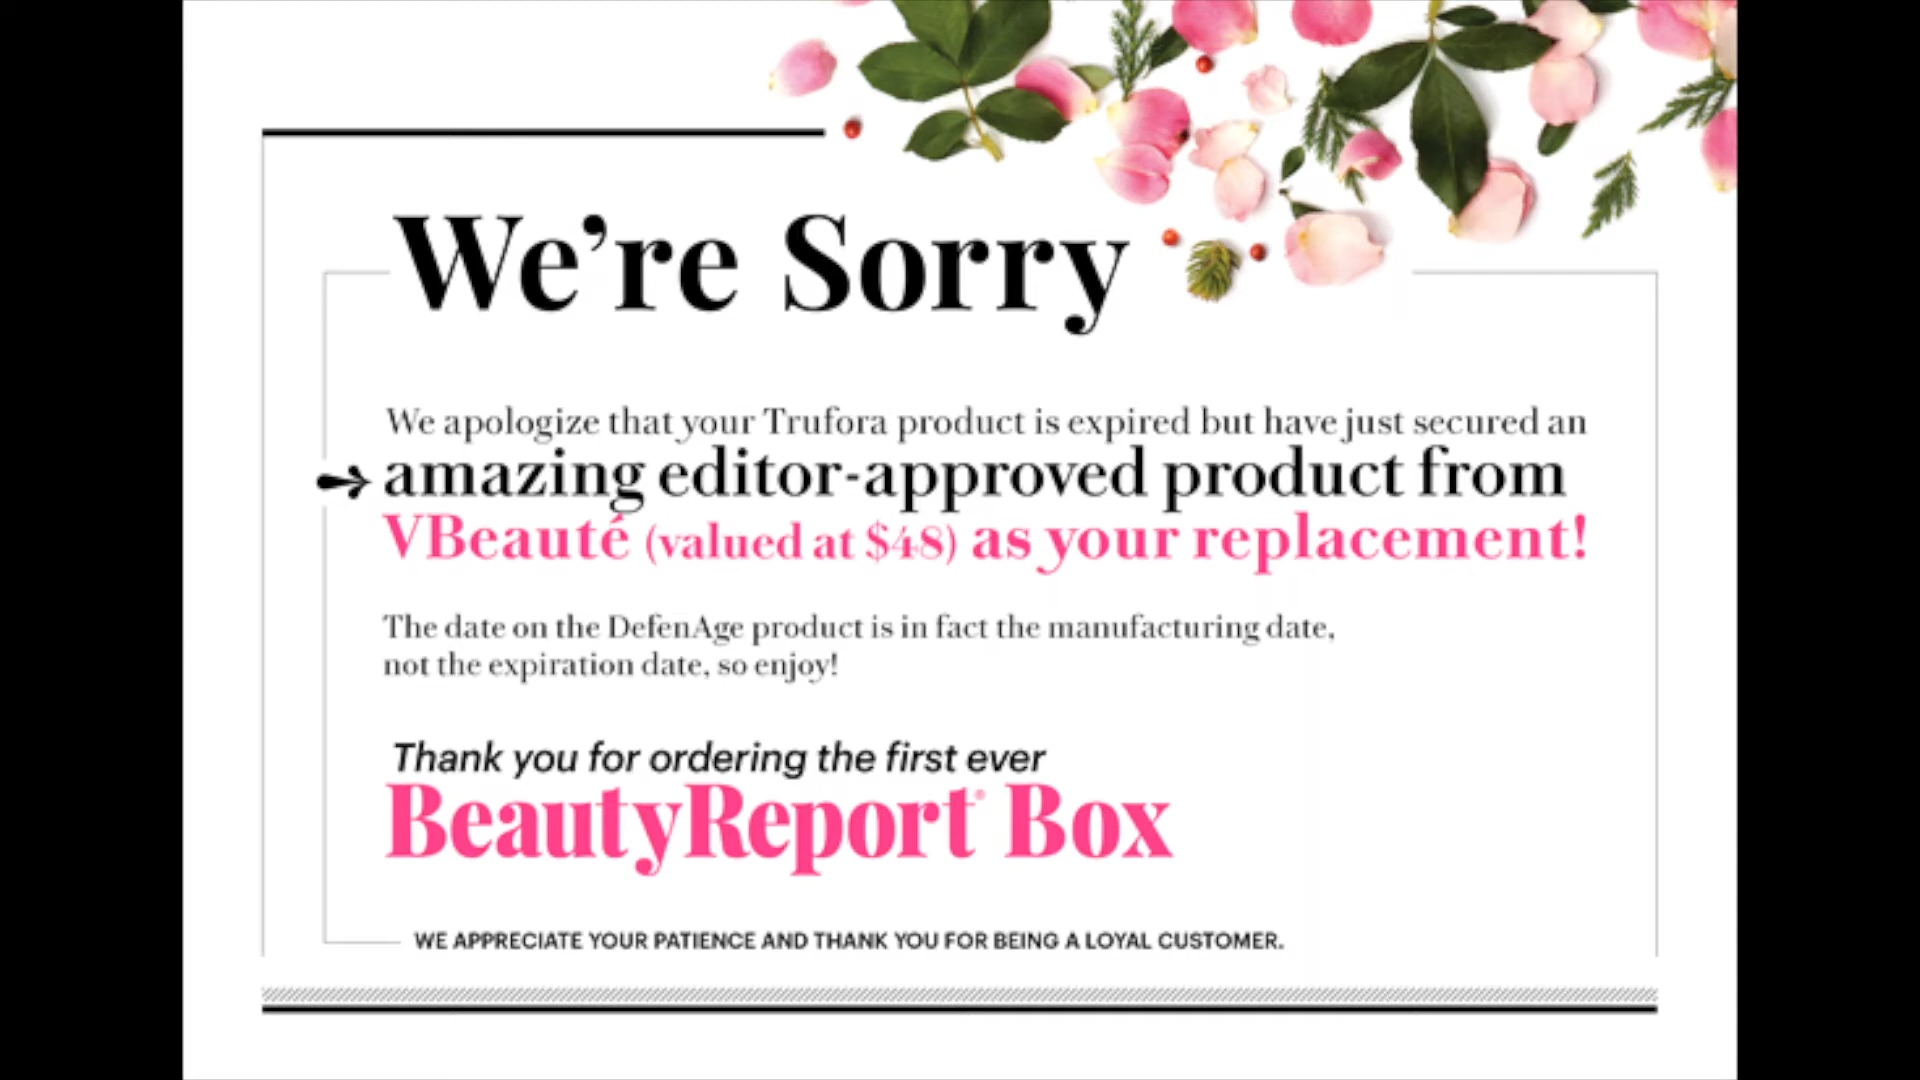 We're Sorry
We apologize that your Trufora product is expired but have just secured an
amazing editor-approved product from
VBeauté (valued at $48) as your replacement!
The date on the DefenAge product is in fact the manufacturing date,
not the expiration date, so enjoy!
Thank you for ordering the first ever
BeautyReport® Box
WE APPRECIATE YOUR PATIENCE AND THANK YOU FOR BEING A LOYAL CUSTOMER.